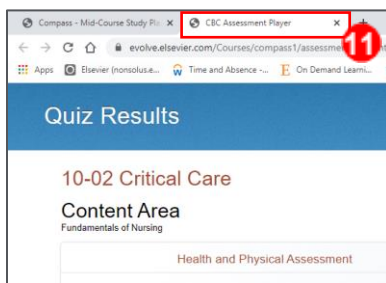 Compass - Mid-Course Study Pla
CBC Assessment Player
11
evolve.elsevier.com/Courses/compass1/assessment
Apps
Elsevier (nonsolus.e...
Time and Absence -...
On Demand Learni...
Quiz Results
10-02 Critical Care
Content Area
Fundamentals of Nursing
Health and Physical Assessment